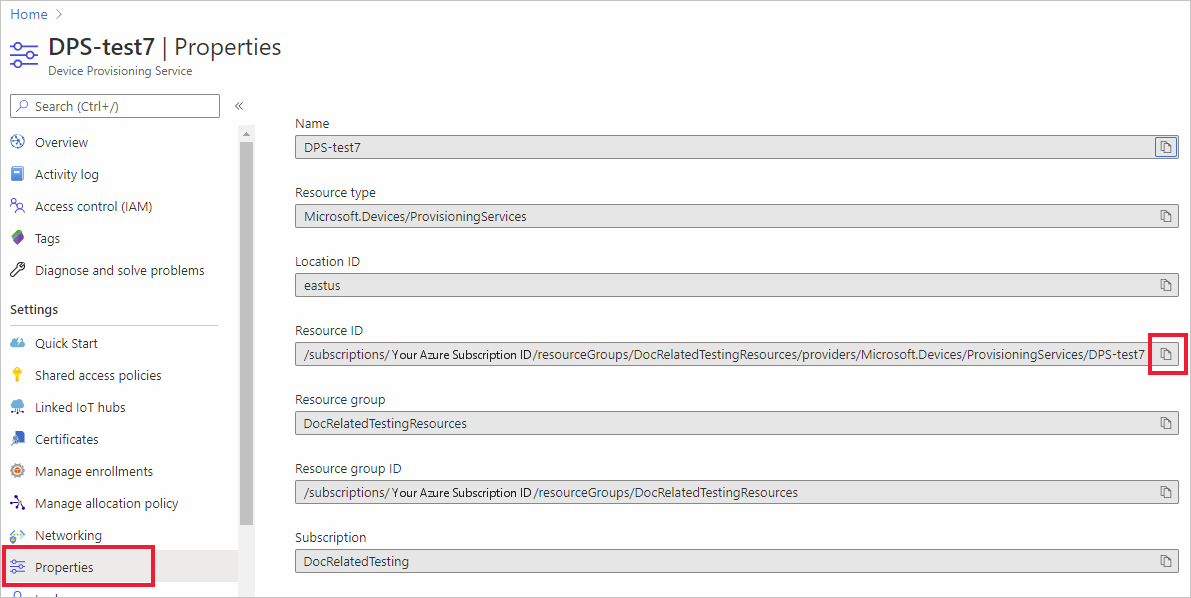 Home
DPS-test7 | Properties
Device Provisioning Service
Search (Ctrl+/)
Overview
Activity log
Access control (IAM)
Tags
Diagnose and solve problems
Settings
Quick Start
Shared access policies
Linked IoT hubs
Certificates
Manage enrollments
Manage allocation policy
Networking
Properties
Name
DPS-test7
Resource type
Microsoft.Devices/ProvisioningServices
Location ID
eastus
Resource ID
/subscriptions/ Your Azure Subscription ID /resourceGroups/DocRelatedTestingResources/providers/Microsoft.Devices/ProvisioningServices/DPS-test7
Resource group
DocRelatedTestingResources
Resource group ID
/subscriptions/ Your Azure Subscription ID /resourceGroups/DocRelatedTestingResources
Subscription
DocRelatedTesting